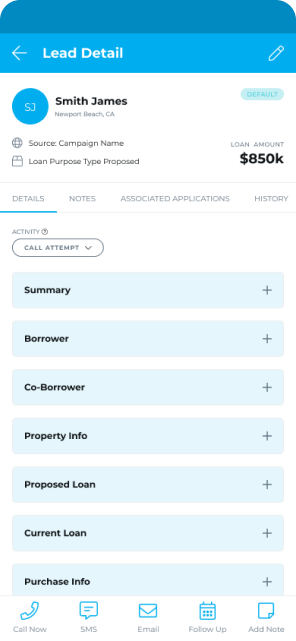 Lead Detail
SJ
Smith James
DEFAULT
Newport Beach, CA
Source: Campaign Name
LOAN AMOUNT
Loan Purpose Type Proposed
$850k
DETAILS NOTES ASSOCIATED APPLICATIONS HISTORY
ACTIVITY ?
CALL ATTEMPT
Summary
Borrower
Co-Borrower
Property Info
Proposed Loan
Current Loan
Purchase Info
Call Now SMS Email Follow Up Add Note